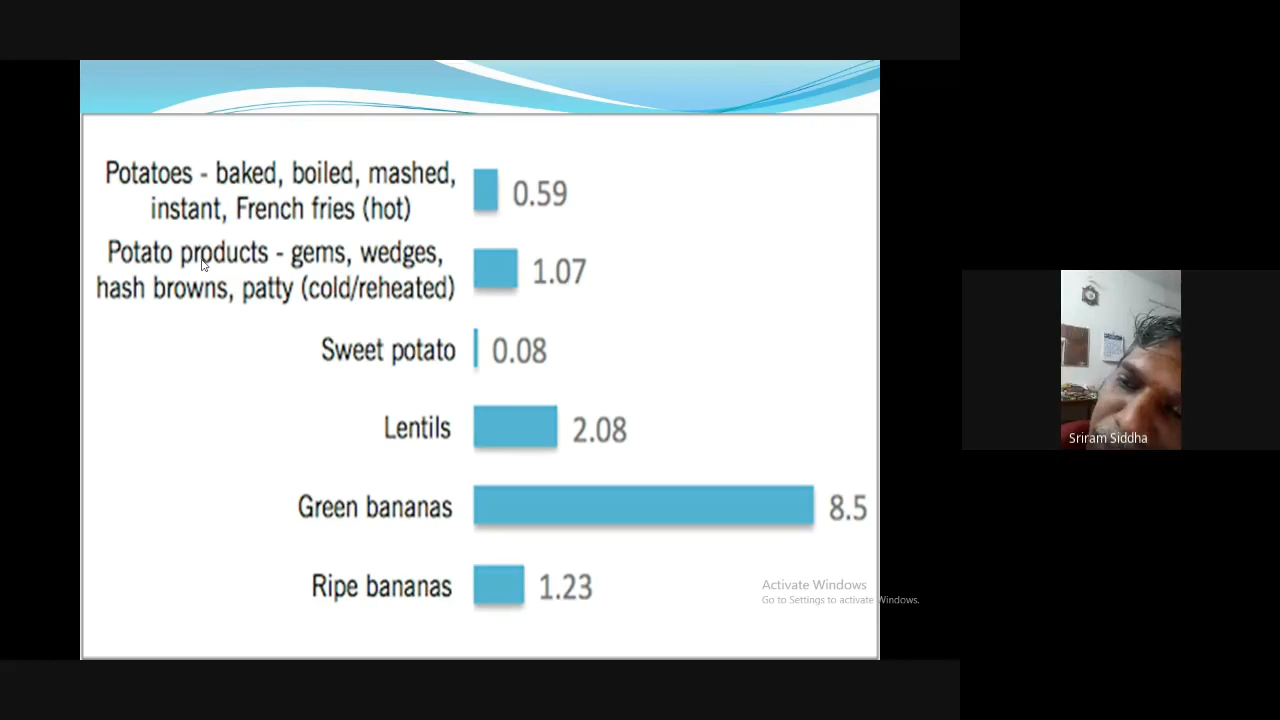 Potatoes - baked, boiled, mashed,
instant, French fries (hot)
0.59
Potato products - gems, wedges,
hash browns, patty (cold/reheated)
1.07
Sweet potato
0.08
Lentils
2.08
Green bananas
8.5
Ripe bananas
1.23
Activate Windows
Go to Settings to activate Windows.
Sriram Siddha